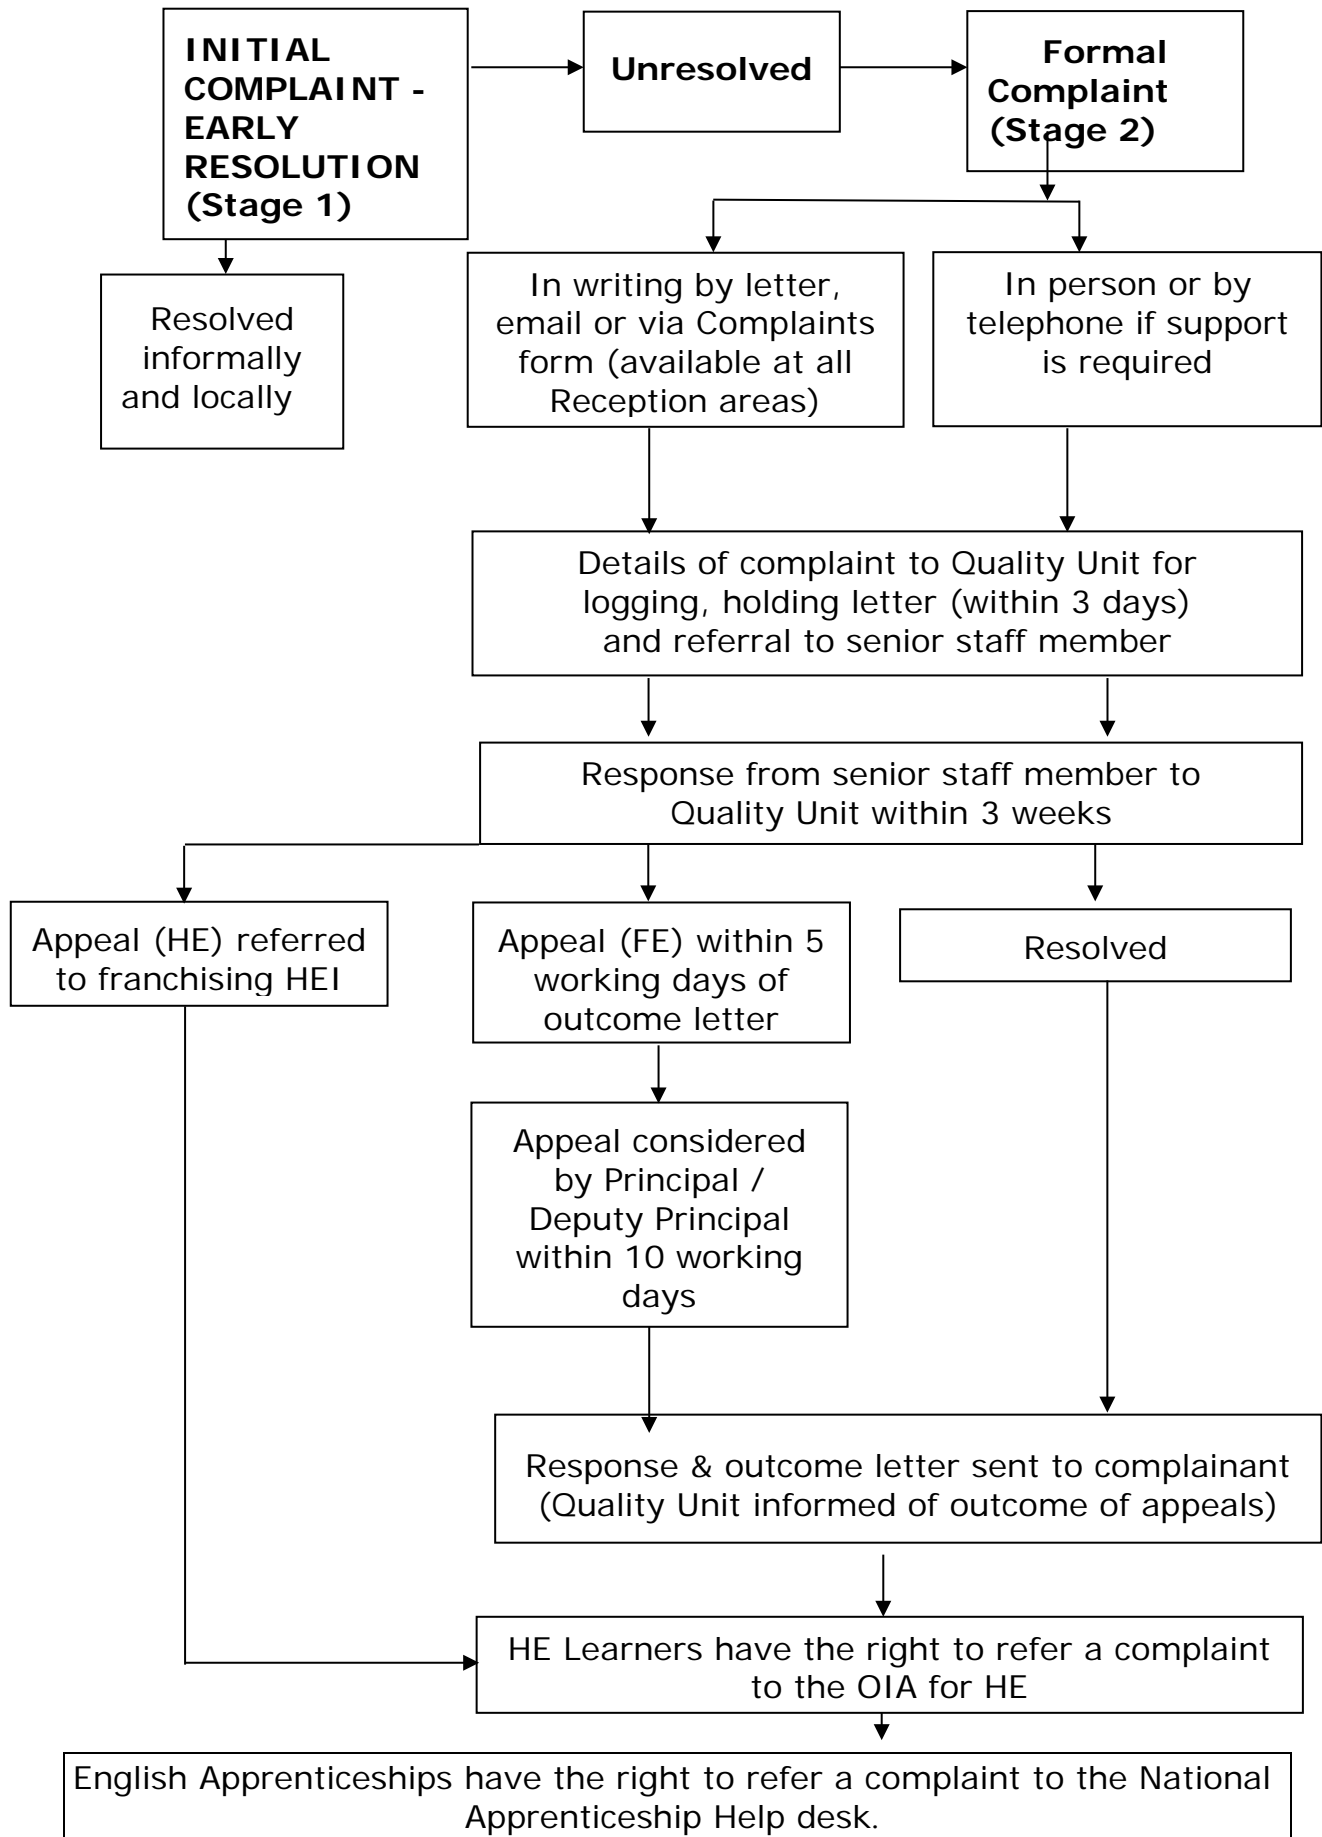 INITIAL
COMPLAINT -
EARLY
RESOLUTION
(Stage 1)
Unresolved
Formal
Complaint
(Stage 2)
Resolved
informally
and locally
In writing by letter,
email or via Complaints
form (available at all
Reception areas)
In person or by
telephone if support
is required
Details of complaint to Quality Unit for
logging, holding letter (within 3 days)
and referral to senior staff member
Response from senior staff member to
Quality Unit within 3 weeks
Appeal (HE) referred
to franchising HEI
Appeal (FE) within 5
working days of
outcome letter
Resolved
Appeal considered
by Principal /
Deputy Principal
within 10 working
days
Response & outcome letter sent to complainant
(Quality Unit informed of outcome of appeals)
HE Learners have the right to refer a complaint
to the OIA for HE
English Apprenticeships have the right to refer a complaint to the National
Apprenticeship Help desk.